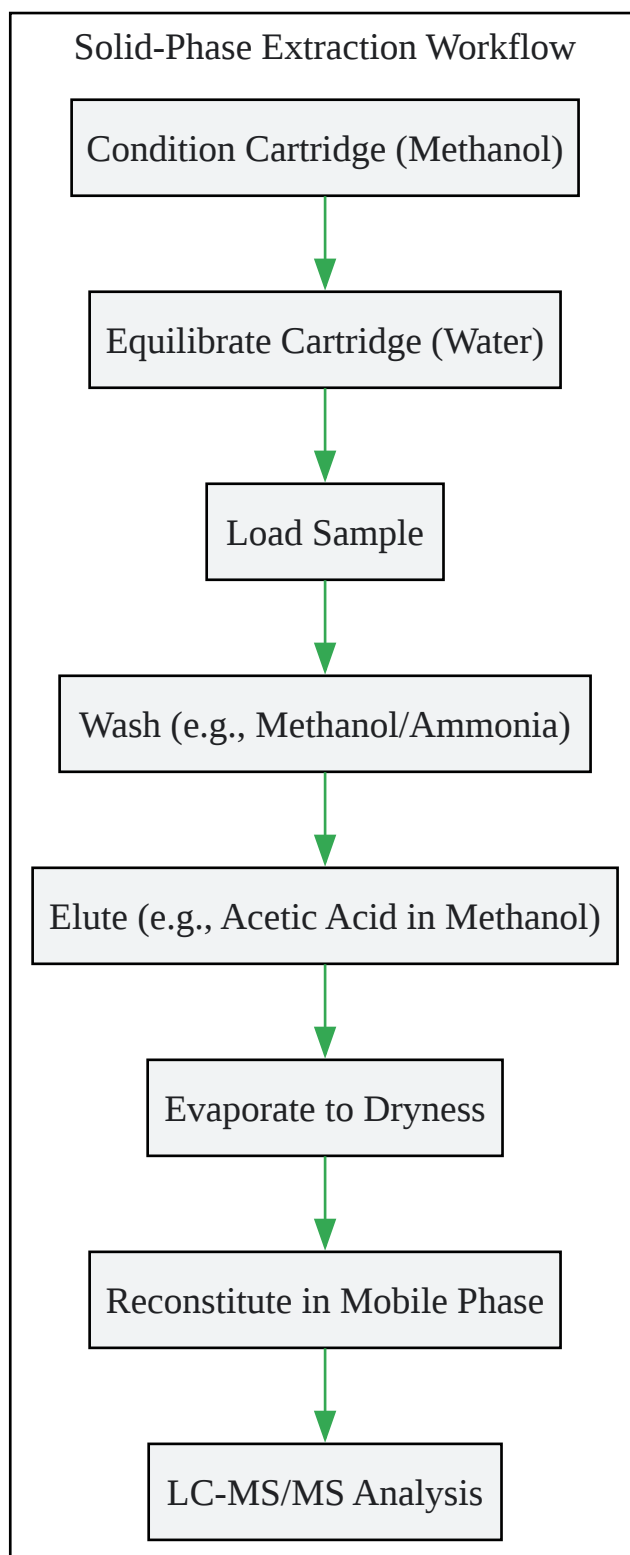 Solid-Phase Extraction Workflow
Condition Cartridge (Methanol)
Equilibrate Cartridge (Water)
Load Sample
Wash (e.g., Methanol/Ammonia)
Elute (e.g., Acetic Acid in Methanol)
Evaporate to Dryness
Reconstitute in Mobile Phase
LC-MS/MS Analysis